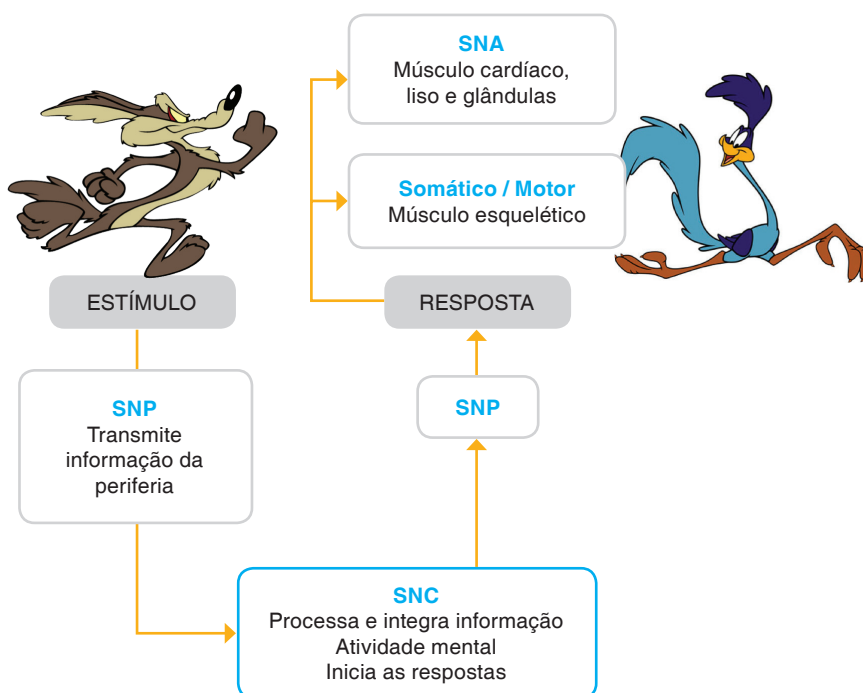 SNA
Músculo cardíaco,
liso e glândulas
Somático / Motor
Músculo esquelético
ESTÍMULO
RESPOSTA
SNP
Transmite
informação da
periferia
SNP
SNC
Processa e integra informação
Atividade mental
Inicia as respostas